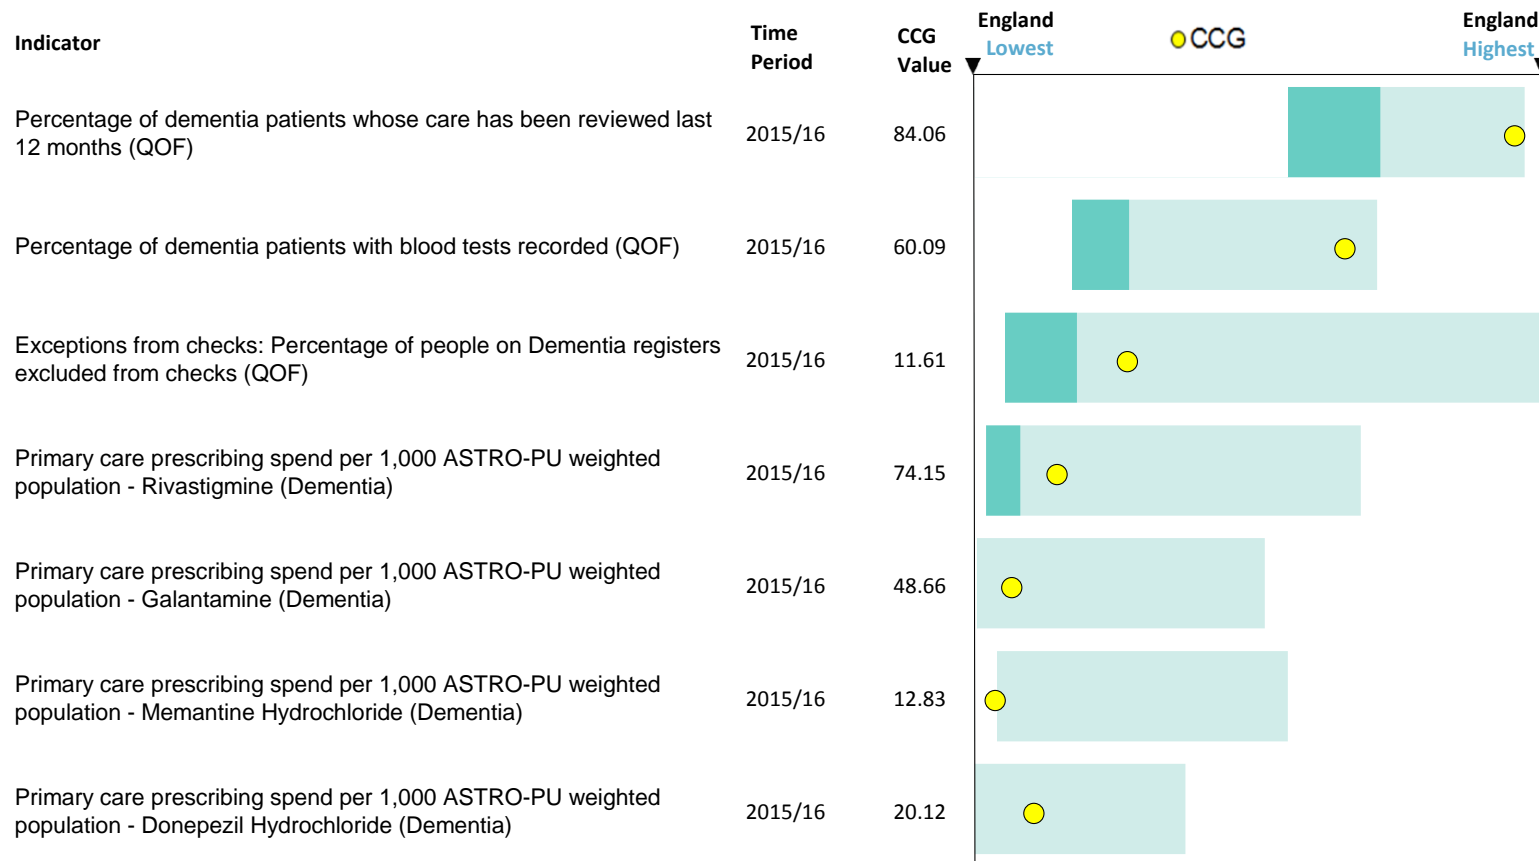 Indicator
Time
Period
CCG
Value
England
Lowest
CCG
England
Highest
Percentage of dementia patients whose care has been reviewed last
12 months (QOF)
2015/16
84.06
Percentage of dementia patients with blood tests recorded (QOF)
2015/16
60.09
Exceptions from checks: Percentage of people on Dementia registers
excluded from checks (QOF)
2015/16
11.61
Primary care prescribing spend per 1,000 ASTRO-PU weighted
population - Rivastigmine (Dementia)
2015/16
74.15
Primary care prescribing spend per 1,000 ASTRO-PU weighted
population - Galantamine (Dementia)
2015/16
48.66
Primary care prescribing spend per 1,000 ASTRO-PU weighted
population - Memantine Hydrochloride (Dementia)
2015/16
12.83
Primary care prescribing spend per 1,000 ASTRO-PU weighted
population - Donepezil Hydrochloride (Dementia)
2015/16
20.12